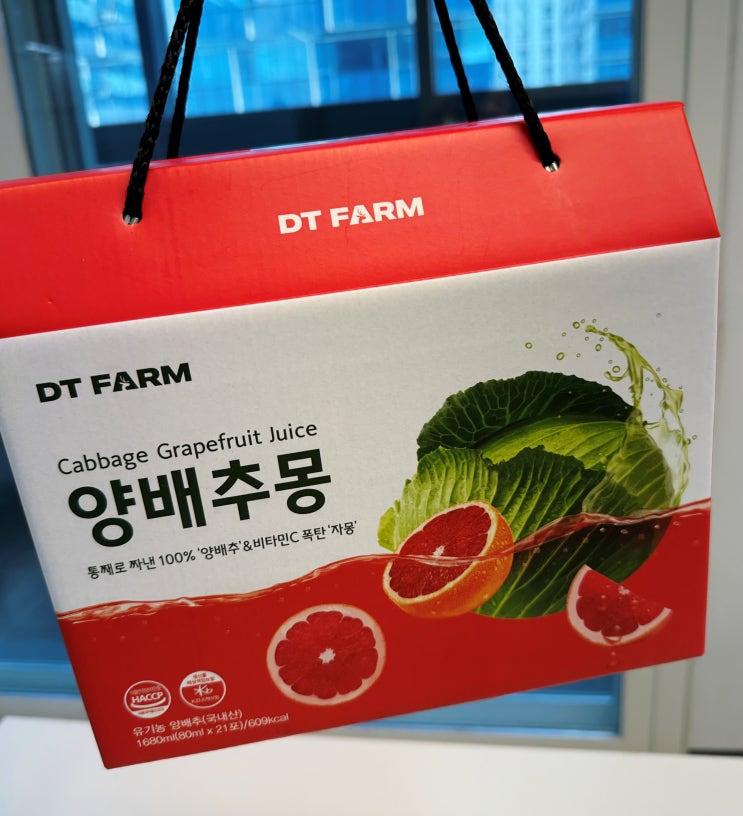 DT FARM
DT FARM
Cabbage Grapefruit Juice
양배추몽
통째로 짜낸 100% '양배추'&비타민C 폭탄 '자몽'
HACCP
유기농 양배추(국내산)
1680ml(80ml x 21포)/609kcal